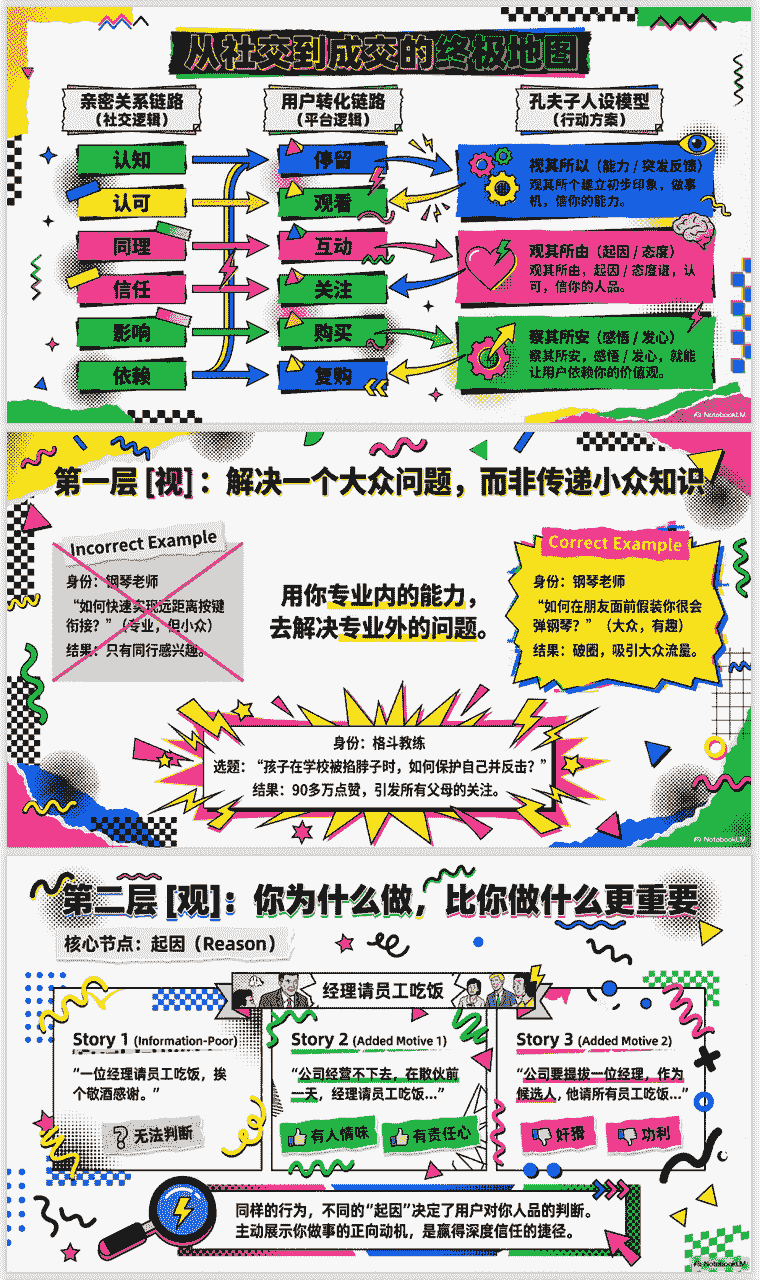 从社交到成交的终极地图
亲密关系链路
（社交逻辑）
用户转化链路
（平台逻辑）
孔夫子人设模型
（行动方案）
认知
认可
同理
信任
影响
依赖
停留
观看
互动
关注
购买
复购
视其所以（能力 / 突发反馈）
观其所个建立初步印象，做事
机，信你的能力。
观其所由（起因 / 态度）
观其所由，起因 / 态度谁，认
可，信你的人品。
察其所安（感悟 / 发心）
察其所安，感悟 / 发心，就能
让用户依赖你的价值观。
NotebookLM
第一层 [视]：解决一个大众问题，而非传递小众知识
Incorrect Example
身份：钢琴老师
“如何快速实现远距离按键
衔接？”（专业，但小众）
结果：只有同行感兴趣。
用你专业内的能力，
去解决专业外的问题。
Correct Example
身份：钢琴老师
“如何在朋友面前假装你很会
弹钢琴？”（大众，有趣）
结果：破圈，吸引大众流量。
身份：格斗教练
选题：“孩子在学校被掐脖子时，如何保护自己并反击？”
结果：90多万点赞，引发所有父母的关注。
NotebookLM
第二层 [观]：你为什么做，比你做什么更重要
核心节点：起因（Reason）
经理请员工吃饭
Story 1 (Information-Poor)
“一位经理请员工吃饭，挨
个敬酒感谢。”
无法判断
Story 2 (Added Motive 1)
“公司经营不下去，在散伙前
一天，经理请员工吃饭...”
有人情味
有责任心
Story 3 (Added Motive 2)
“公司要提拔一位经理，作为
候选人，他请所有员工吃饭...”
奸猾
功利
同样的行为，不同的“起因”决定了用户对你人品的判断。
主动展示你做事的正向动机，是赢得深度信任的捷径。
NotebookLM